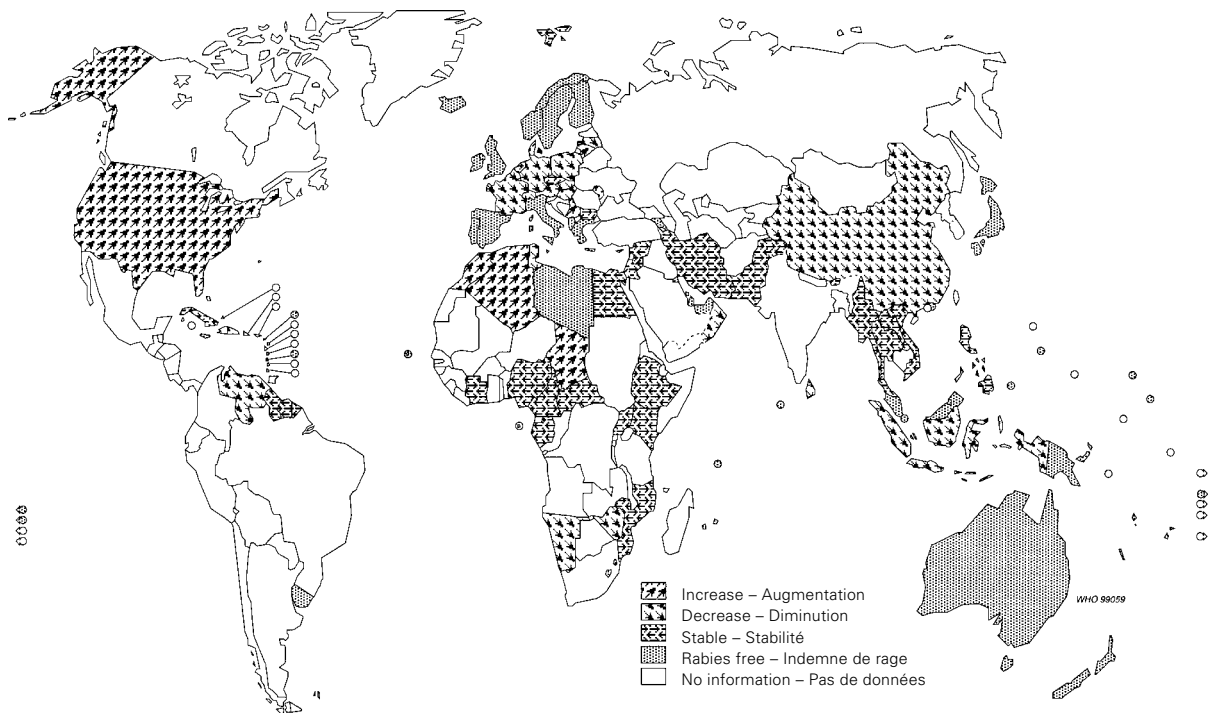 Increase – Augmentation
Decrease – Diminution
Stable – Stabilité
Rabies free – Indemne de rage
No information – Pas de données
WHO 99059